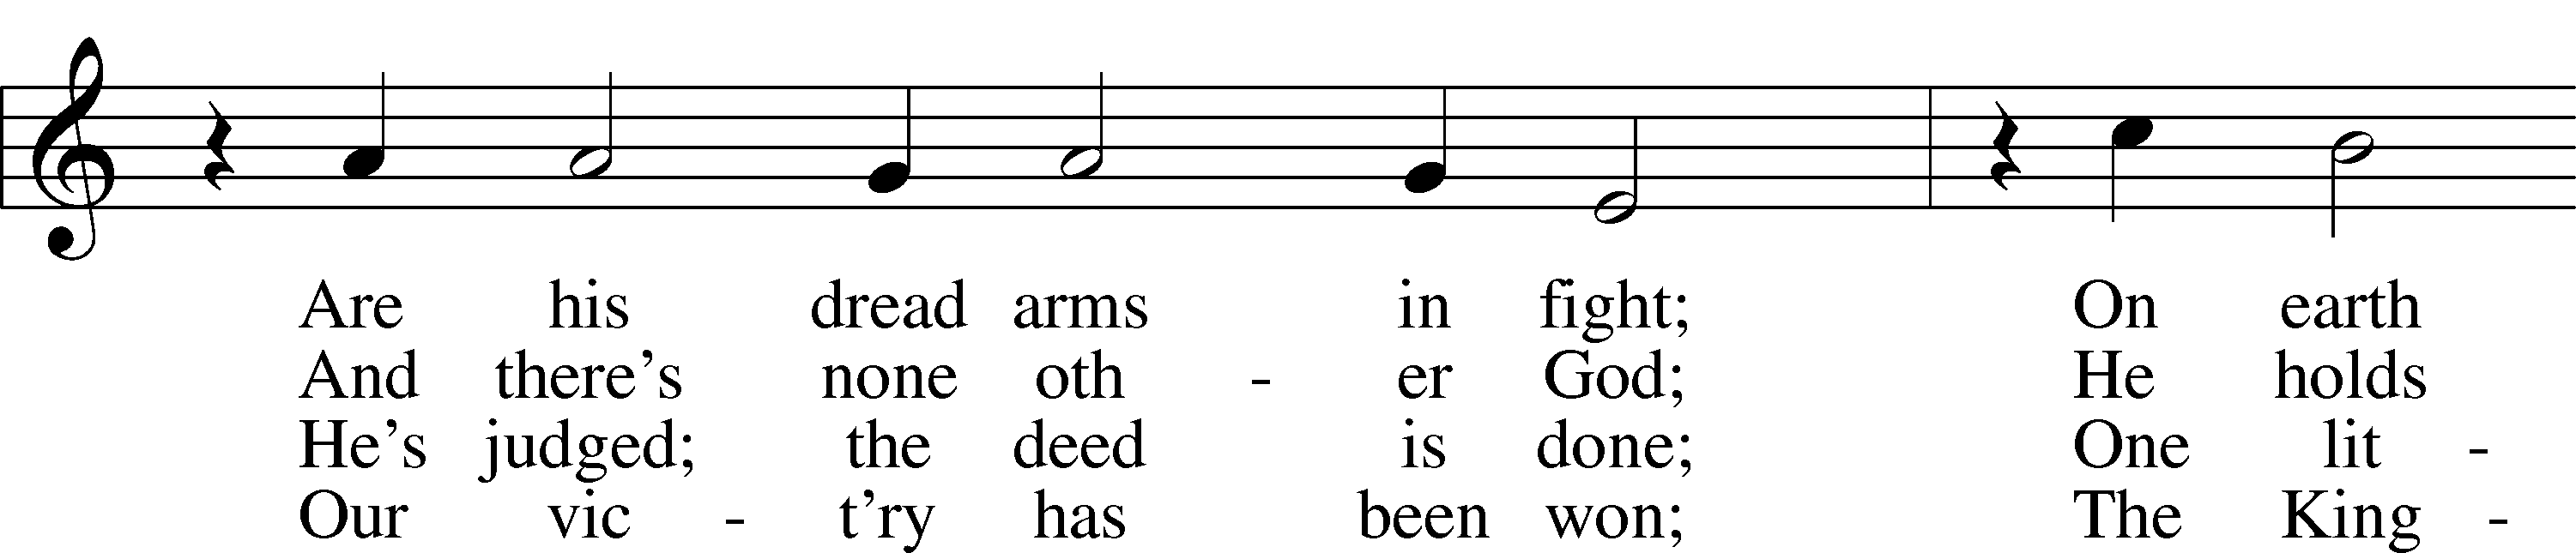 Are his dread arms in fight; On earth
And there's none oth - er God; He holds
He's judged; the deed is done; One lit -
Our vic - t'ry has been won; The King -